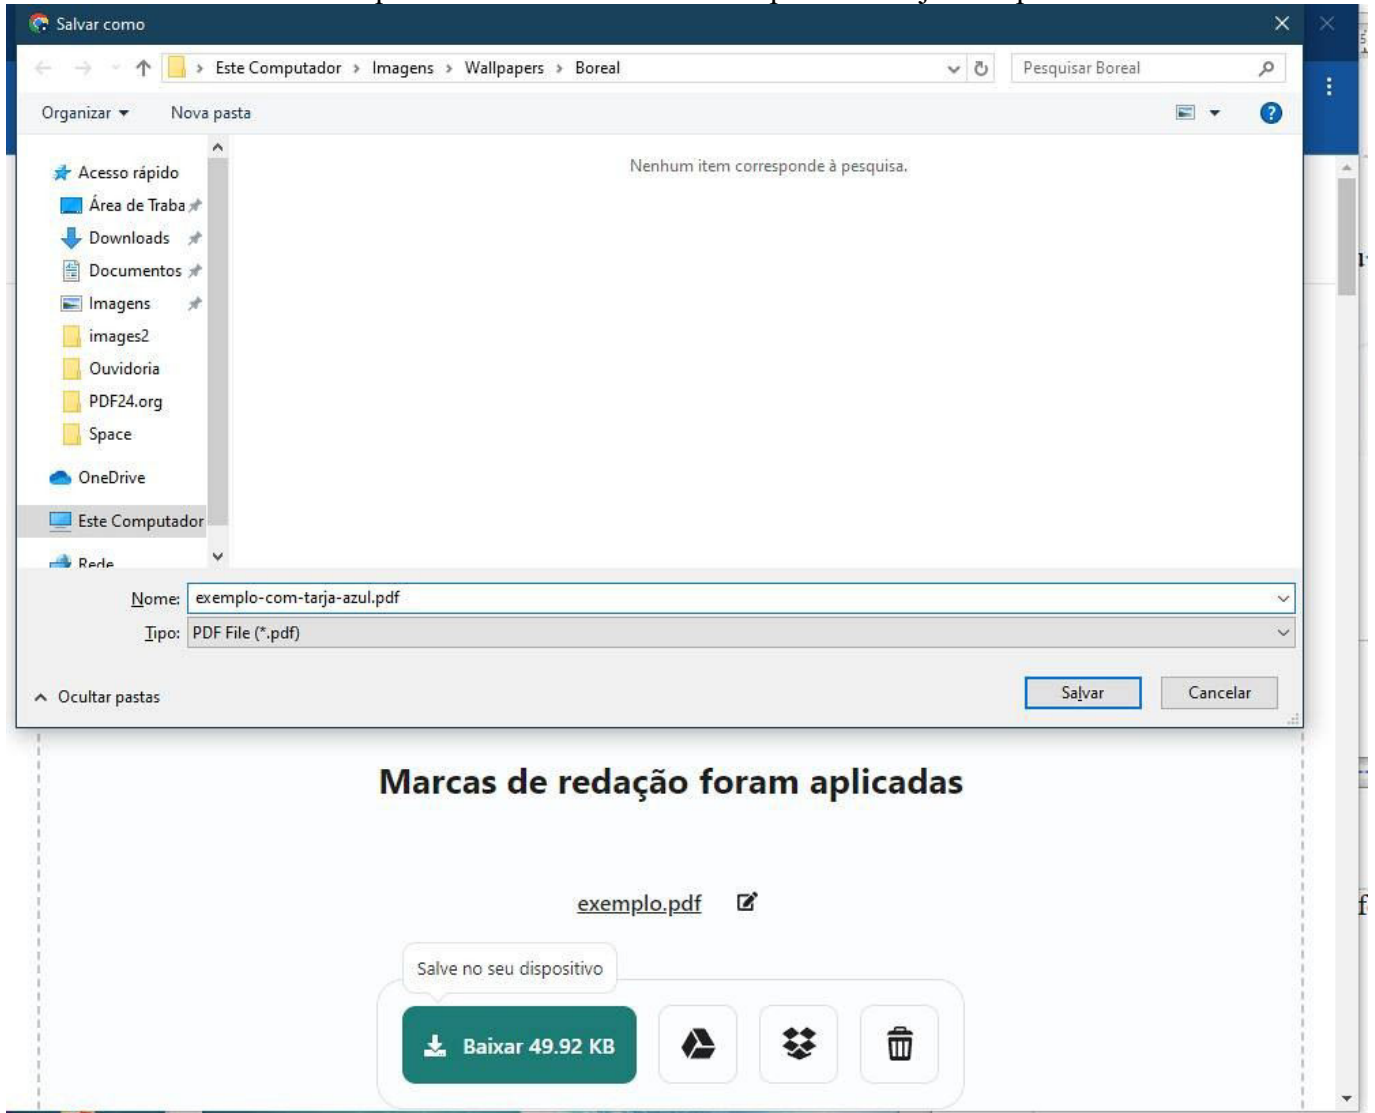 Salvar como
Este Computador > Imagens > Wallpapers > Boreal
Pesquisar Boreal
Organizar
Nova pasta
Nenhum item corresponde à pesquisa.
Acesso rápido
Área de Traba
Downloads
Documentos
Imagens
images2
Ouvidoria
PDF24.org
Space
OneDrive
Este Computador
Rede
Nome: exemplo-com-tarja-azul.pdf
Tipo: PDF File (*.pdf)
Ocultar pastas
Salvar
Cancelar
Marcas de redação foram aplicadas
exemplo.pdf
Salve no seu dispositivo
Baixar 49.92 KB